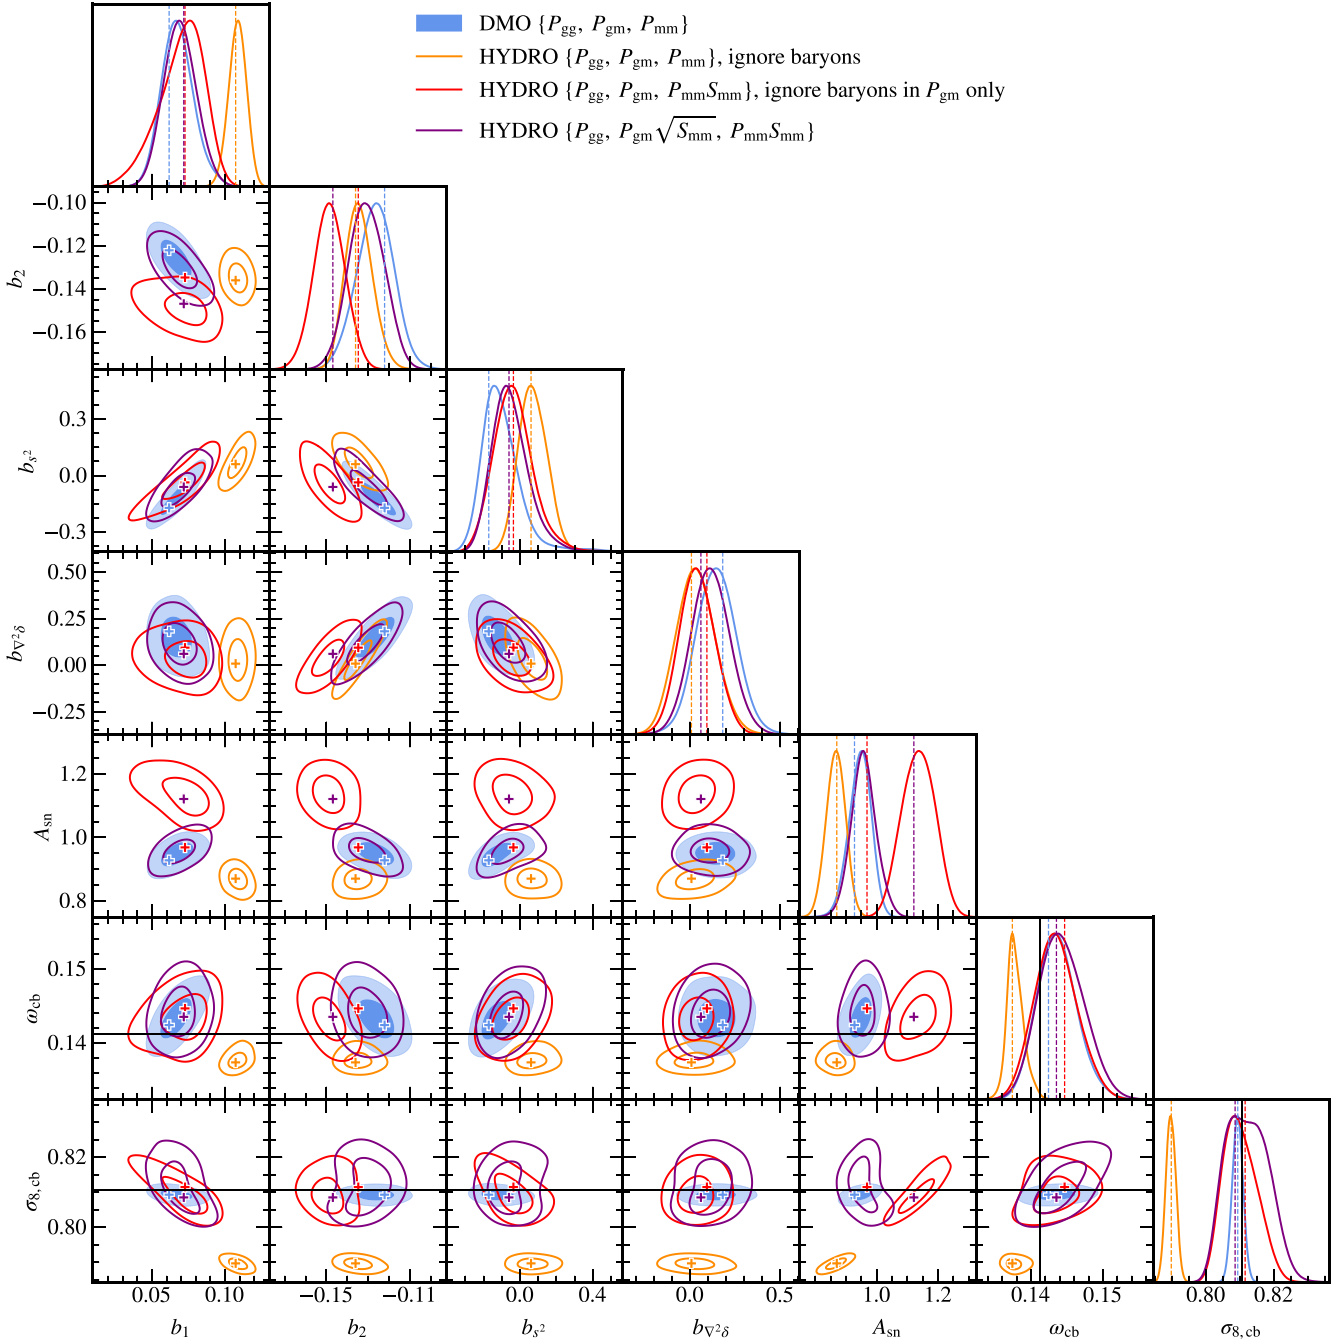 DMO {P_gg, P_gm, P_mm}
HYDRO {P_gg, P_gm, P_mm}, ignore baryons
HYDRO {P_gg, P_gm, P_mm S_mm}, ignore baryons in P_gm only
HYDRO {P_gg, P_gm √S_mm, P_mm S_mm}
−0.10
−0.12
−0.14
−0.16
b_2
0.3
0.0
−0.3
b_s²
0.50
0.25
0.00
−0.25
b_∇²δ
1.2
1.0
0.8
A_sn
0.15
0.14
ω_cb
0.82
0.80
σ_8, cb
0.05 0.10 −0.15 −0.11 0.0 0.4 0.0 0.5 1.0 1.2 0.14 0.15 0.80 0.82
b_1 b_2 b_s² b_∇²δ A_sn ω_cb σ_8, cb